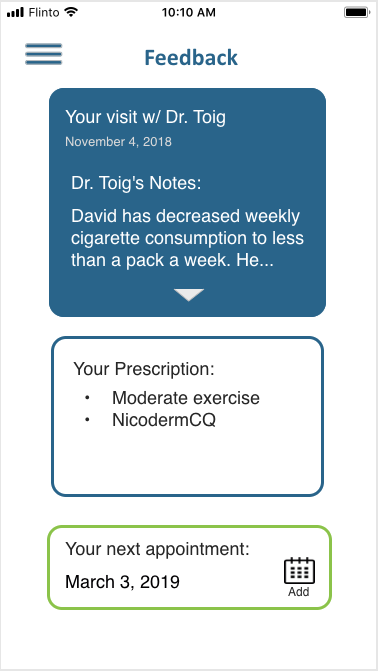 Flinto 10:10 AM
Feedback
Your visit w/ Dr. Toig
November 4, 2018
Dr. Toig's Notes:
David has decreased weekly
cigarette consumption to less
than a pack a week. He...
Your Prescription:
• Moderate exercise
• NicodermCQ
Your next appointment:
March 3, 2019
Add